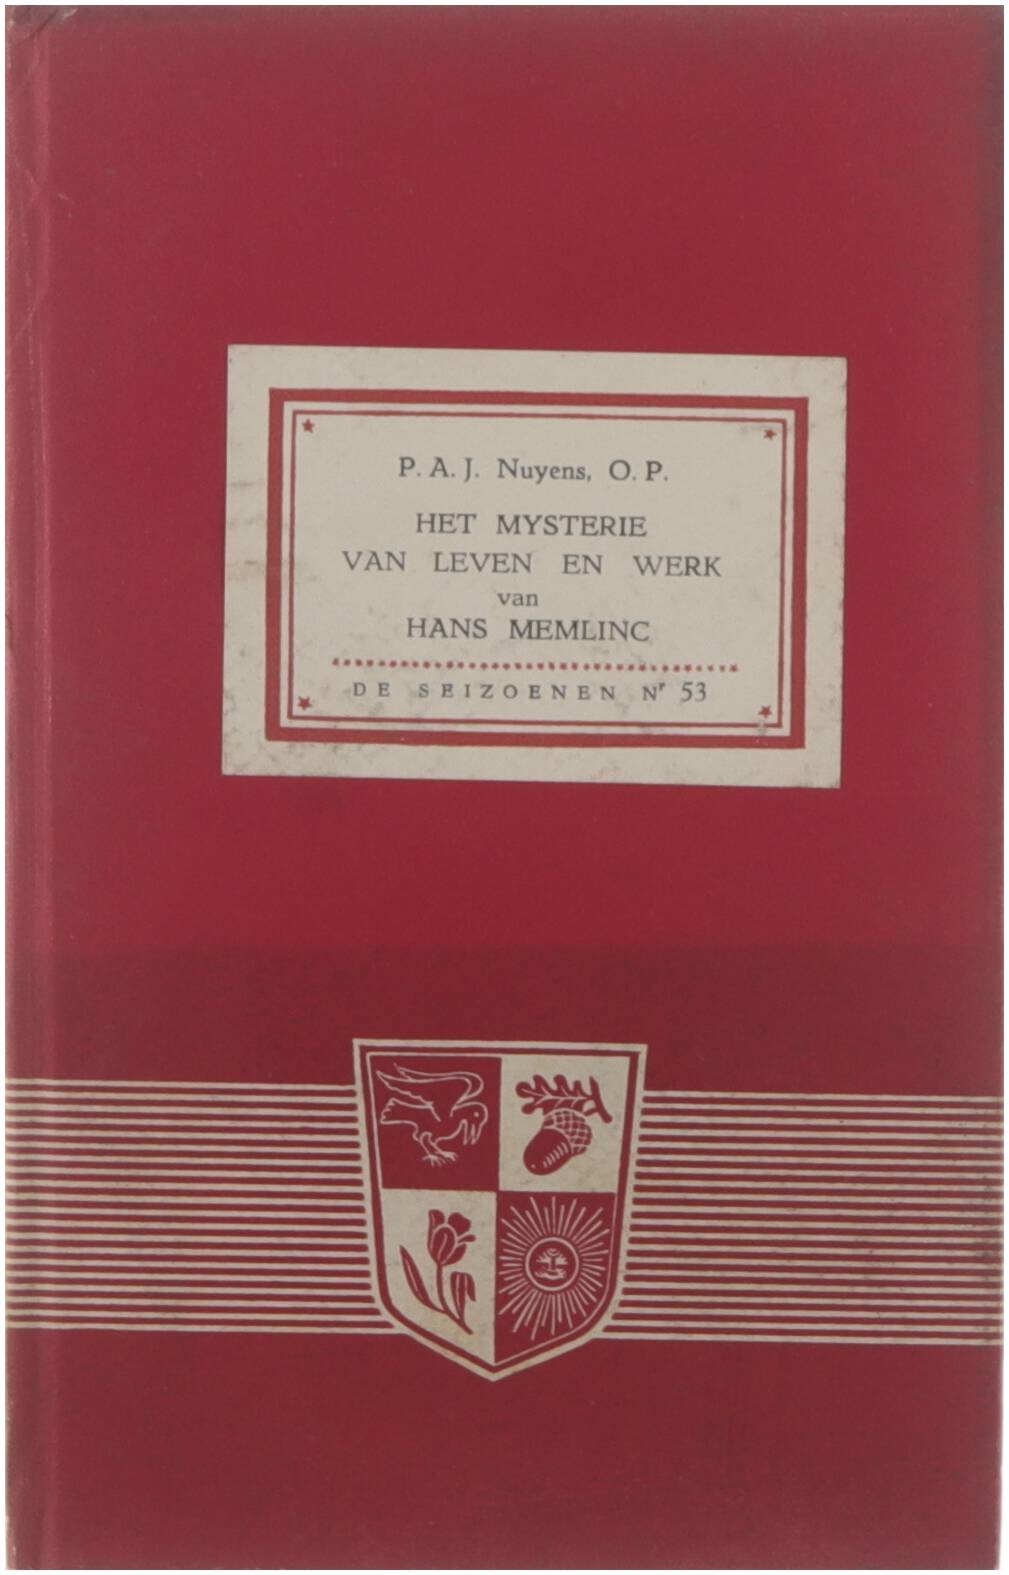 P. A. J. Nuyens, O. P.
HET MYSTERIE
VAN LEVEN EN WERK
van
HANS MEMLINC
DE SEIZOENEN Nr 53